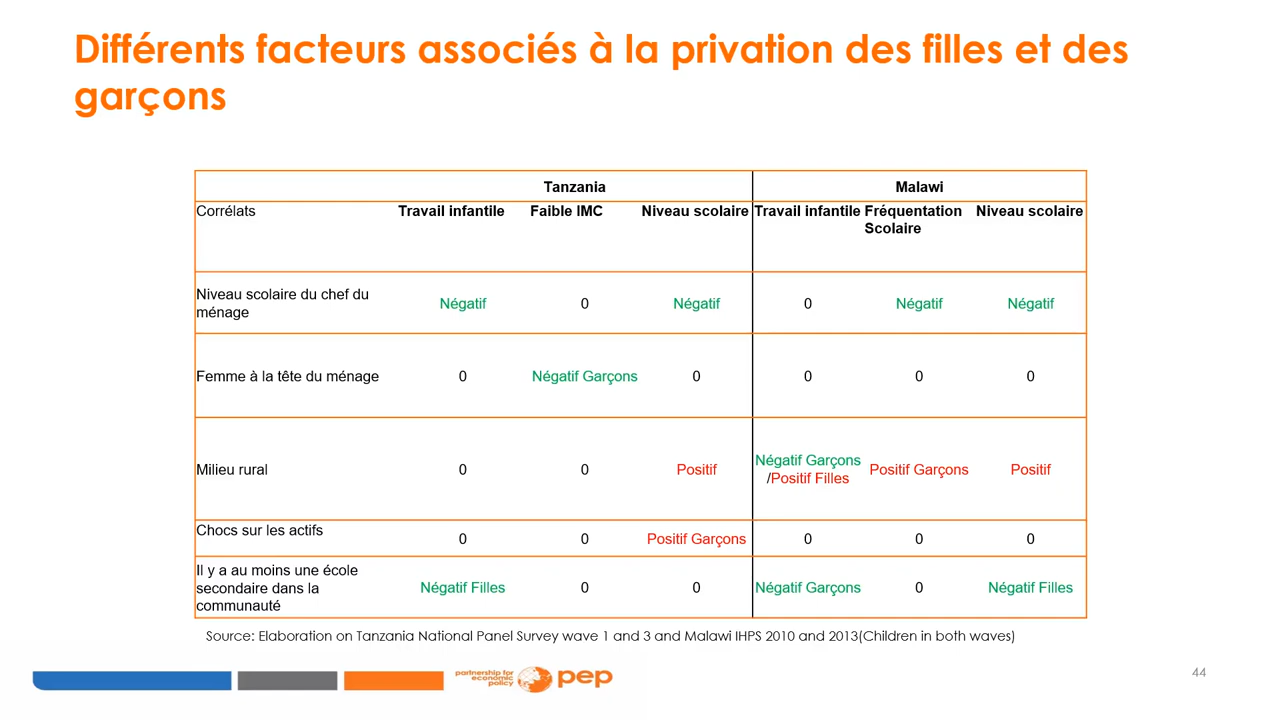 Différents facteurs associés à la privation des filles et des
garçons
Tanzania
Malawi
Corrélats
Travail infantile
Faible IMC
Niveau scolaire
Travail infantile
Fréquentation
Scolaire
Niveau scolaire
Niveau scolaire du chef du
ménage
Négatif
0
Négatif
0
Négatif
Négatif
Femme à la tête du ménage
0
Négatif Garçons
0
0
0
0
Milieu rural
0
0
Positif
Négatif Garçons
/Positif Filles
Positif Garçons
Positif
Chocs sur les actifs
0
0
Positif Garçons
0
0
0
Il y a au moins une école
secondaire dans la
communauté
Négatif Filles
0
0
Négatif Garçons
0
Négatif Filles
Source: Elaboration on Tanzania National Panel Survey wave 1 and 3 and Malawi IHPS 2010 and 2013(Children in both waves)
partnership for
economic
policy
pep
44